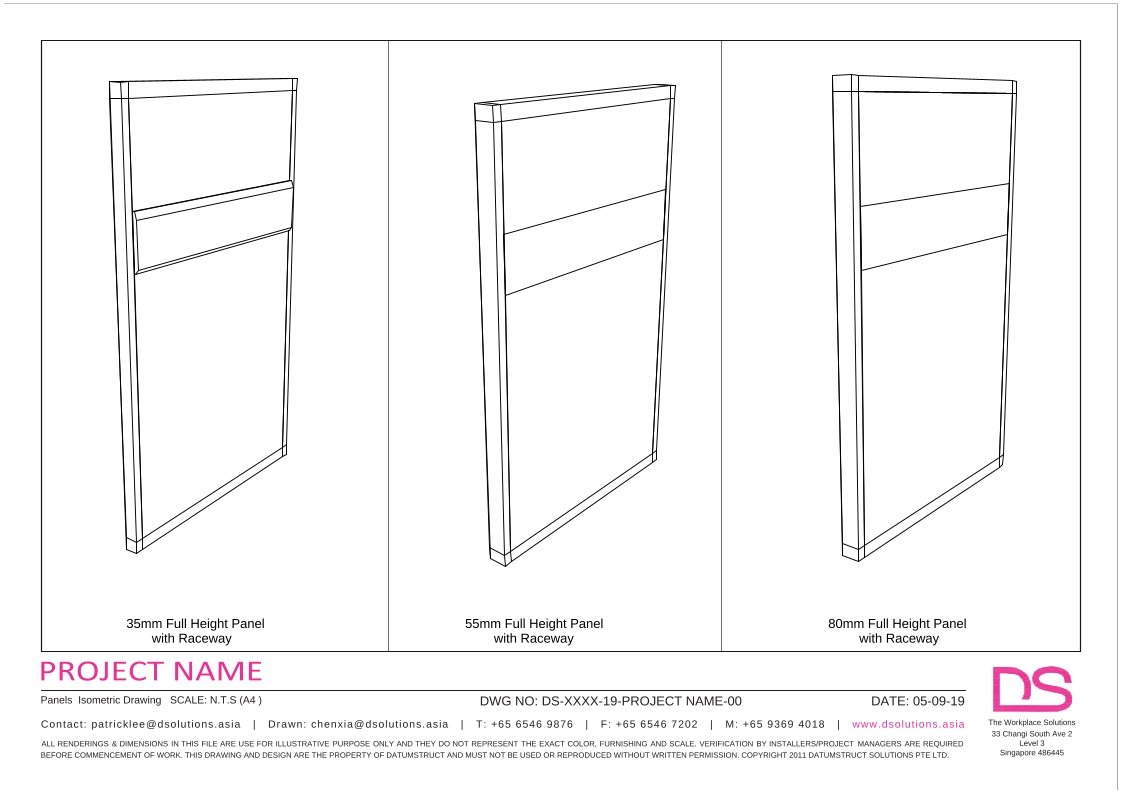 35mm Full Height Panel
with Raceway
55mm Full Height Panel
with Raceway
80mm Full Height Panel
with Raceway
PROJECT NAME
Panels Isometric Drawing SCALE: N.T.S (A4 )
DWG NO: DS-XXXX-19-PROJECT NAME-00
DATE: 05-09-19
Contact: patricklee@dsolutions.asia | Drawn: chenxia@dsolutions.asia | T: +65 6546 9876 | F: +65 6546 7202 | M: +65 9369 4018 | www.dsolutions.asia
ALL RENDERINGS & DIMENSIONS IN THIS FILE ARE USE FOR ILLUSTRATIVE PURPOSE ONLY AND THEY DO NOT REPRESENT THE EXACT COLOR, FURNISHING AND SCALE. VERIFICATION BY INSTALLERS/PROJECT MANAGERS ARE REQUIRED
BEFORE COMMENCEMENT OF WORK. THIS DRAWING AND DESIGN ARE THE PROPERTY OF DATUMSTRUCT AND MUST NOT BE USED OR REPRODUCED WITHOUT WRITTEN PERMISSION. COPYRIGHT 2011 DATUMSTRUCT SOLUTIONS PTE LTD.
DS
The Workplace Solutions
33 Changi South Ave 2
Level 3
Singapore 486445